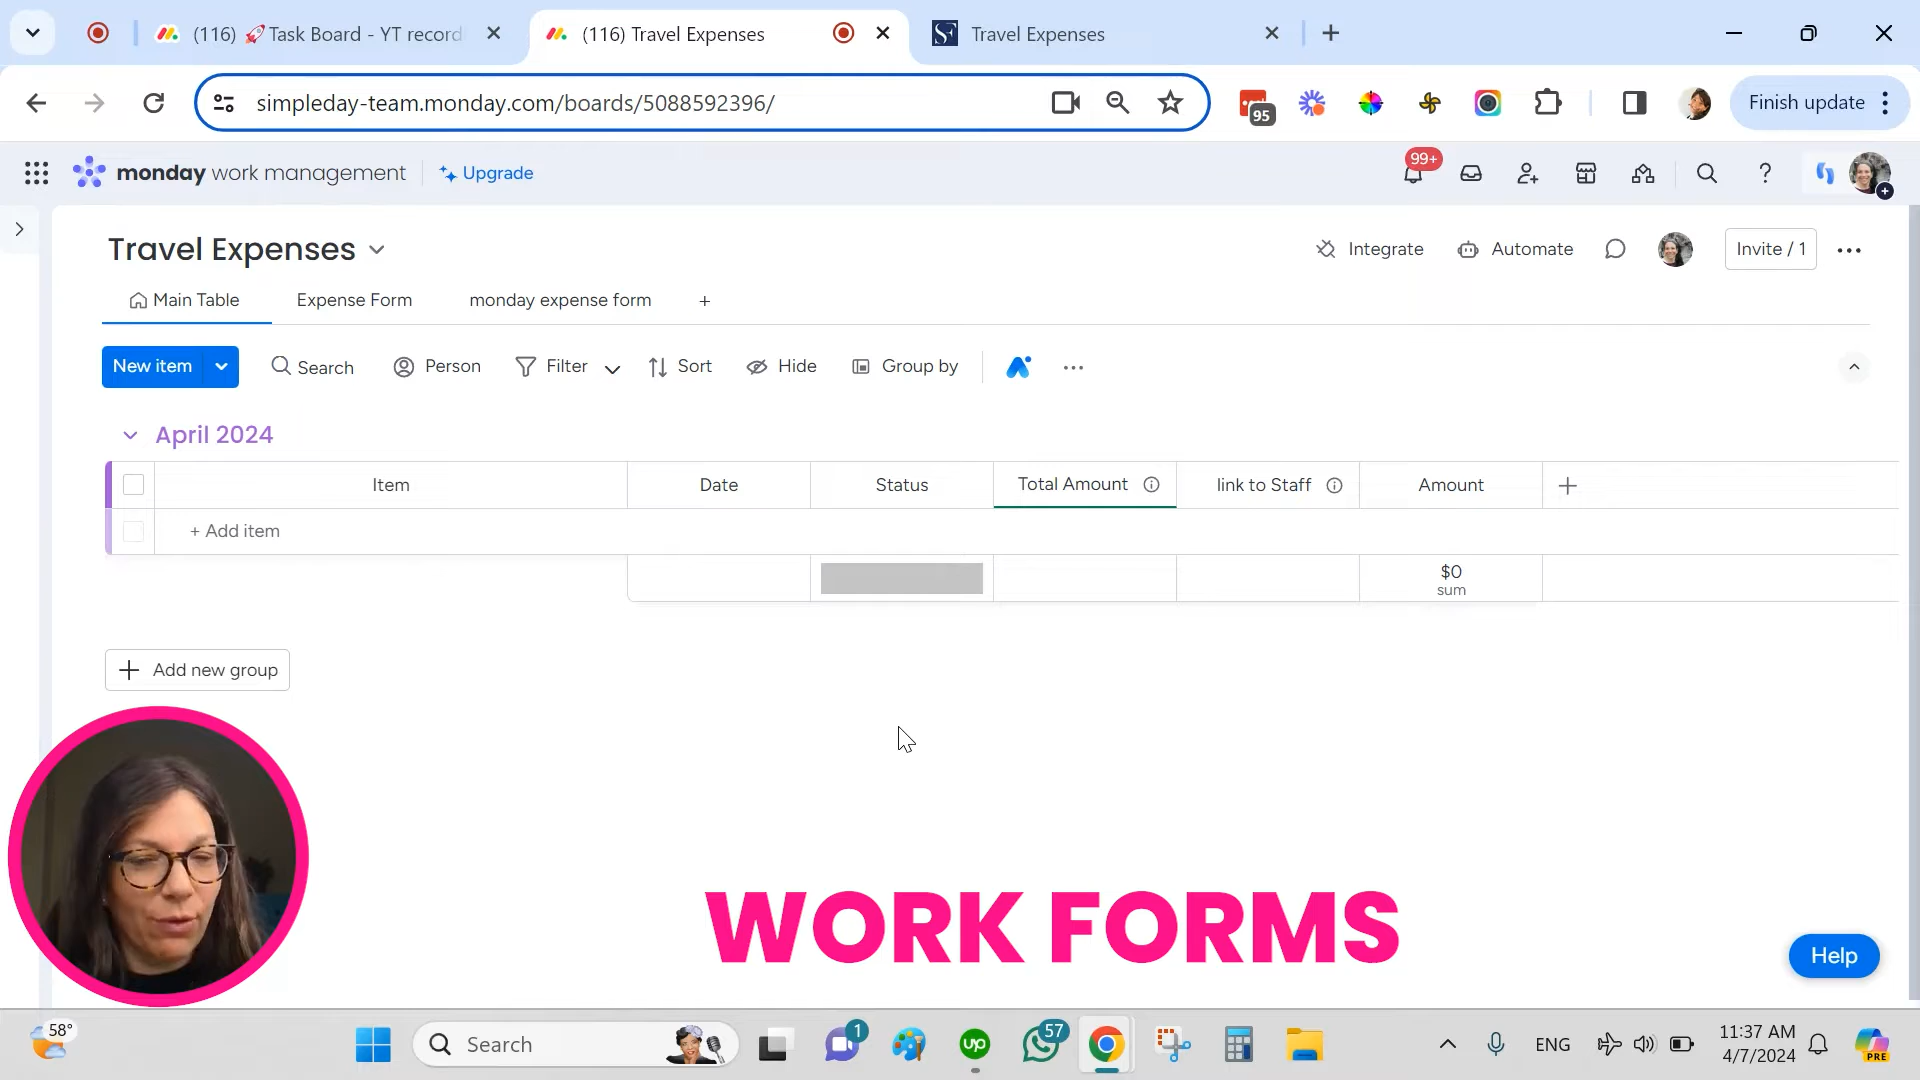 (116) 🚀Task Board - YT record
(116) Travel Expenses
SF
Travel Expenses
simpleday-team.monday.com/boards/5088592396/
95
Finish update
monday work management
Upgrade
99+
Travel Expenses
Integrate
Automate
Invite / 1
Main Table
Expense Form
monday expense form
New item
Search
Person
Filter
Sort
Hide
Group by
April 2024
Item
Date
Status
Total Amount
link to Staff
Amount
+ Add item
$0
sum
Add new group
WORK FORMS
Help
58°
Search
1
up
57
ENG
11:37 AM
4/7/2024
PRE